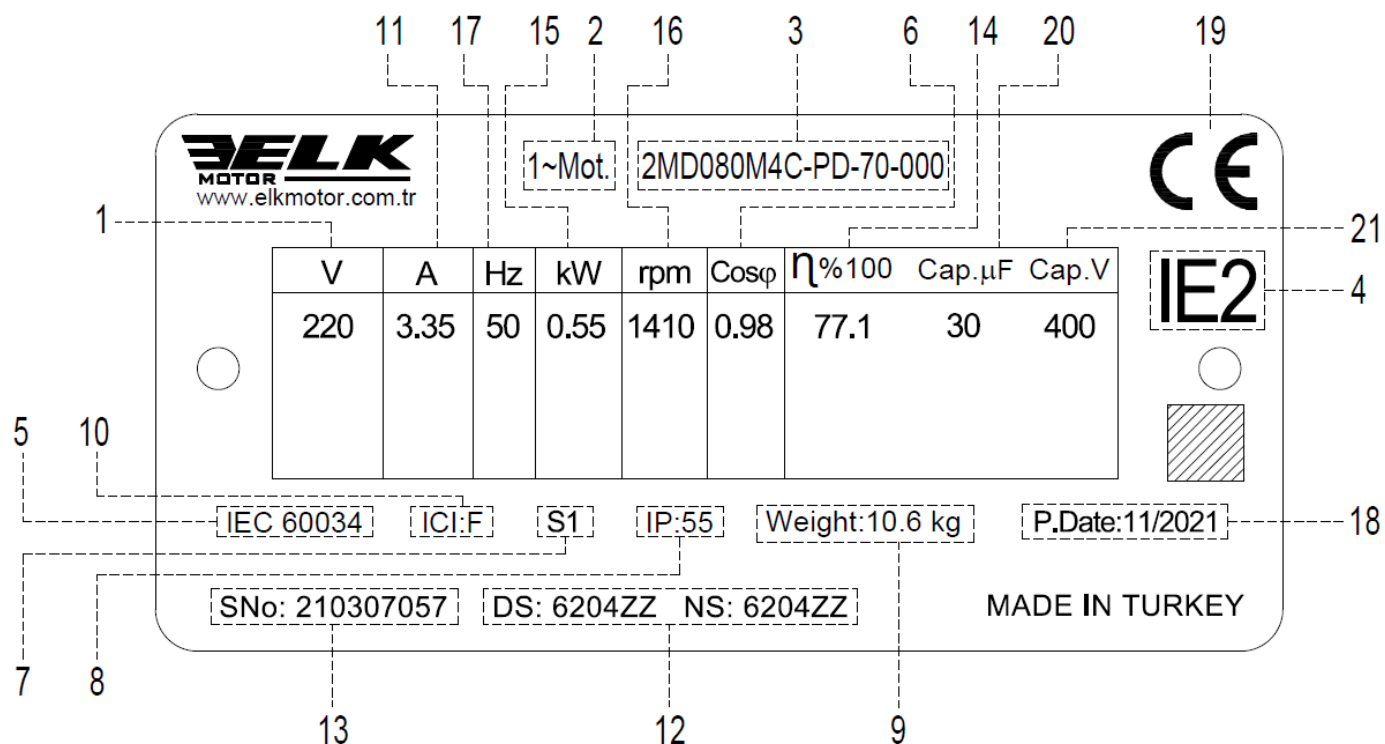 11 17 15 2 16 3 6 14 20 19
ELK
MOTOR
www.elkmotor.com.tr
1~Mot. 2MD080M4C-PD-70-000
CE
1
21
V A Hz kW rpm Cosφ η%100 Cap.μF Cap.V
IE2
4
220 3.35 50 0.55 1410 0.98 77.1 30 400
5 10
IEC 60034 ICI:F S1 IP:55 Weight:10.6 kg P.Date:11/2021
18
SNo: 210307057 DS: 6204ZZ NS: 6204ZZ MADE IN TURKEY
7 8
13 12 9